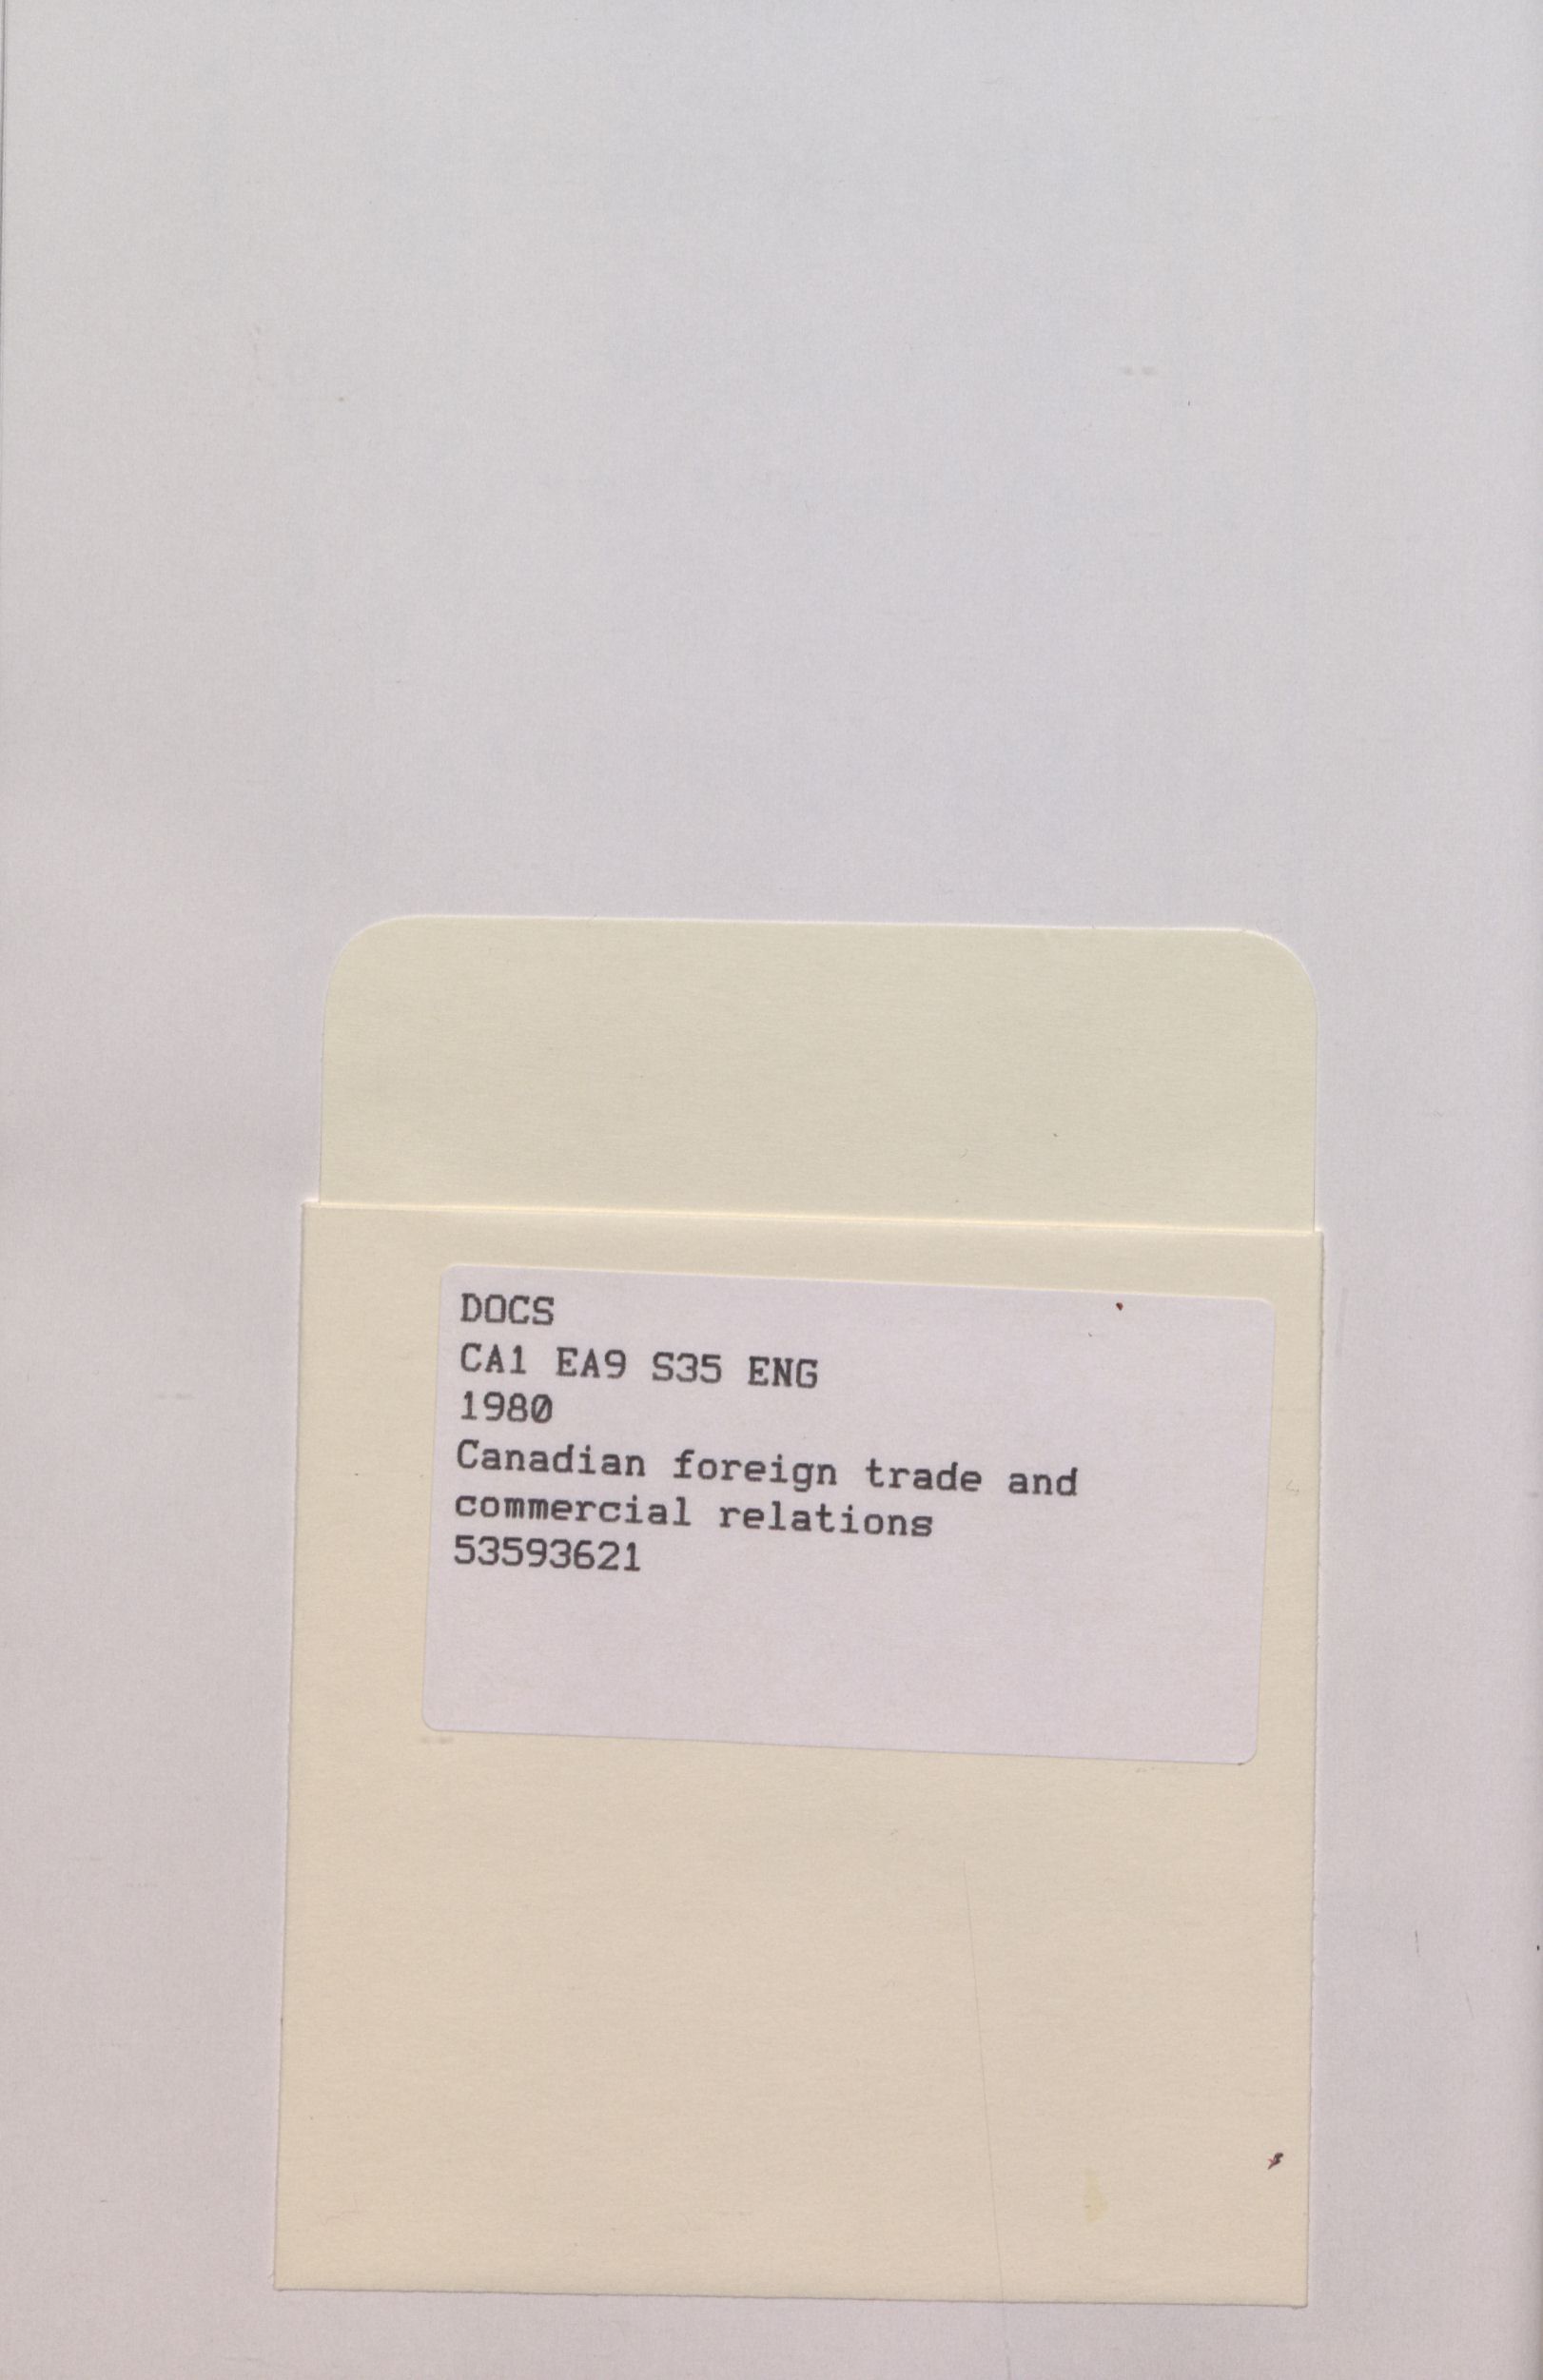 DOCS
CA1 EA9 S35 ENG
1980
Canadian foreign trade and
commercial relations
53593621